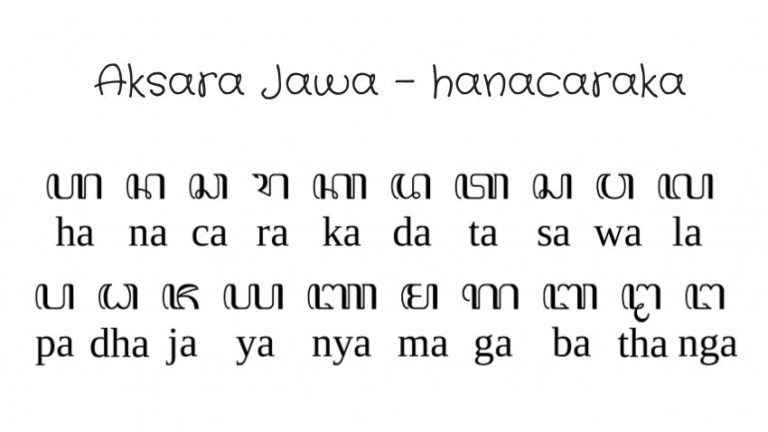 Aksara Jawa - hanacaraka
ꦲ ꦤ ꦕ ꦫ ꦏ ꦢ ꦠ ꦱ ꦮ ꦭ
ha na ca ra ka da ta sa wa la
ꦥ ꦝ ꦗ ꦪ ꦚ ꦩ ꦒ ꦧ ꦛ ꦔ
pa dha ja ya nya ma ga ba tha nga